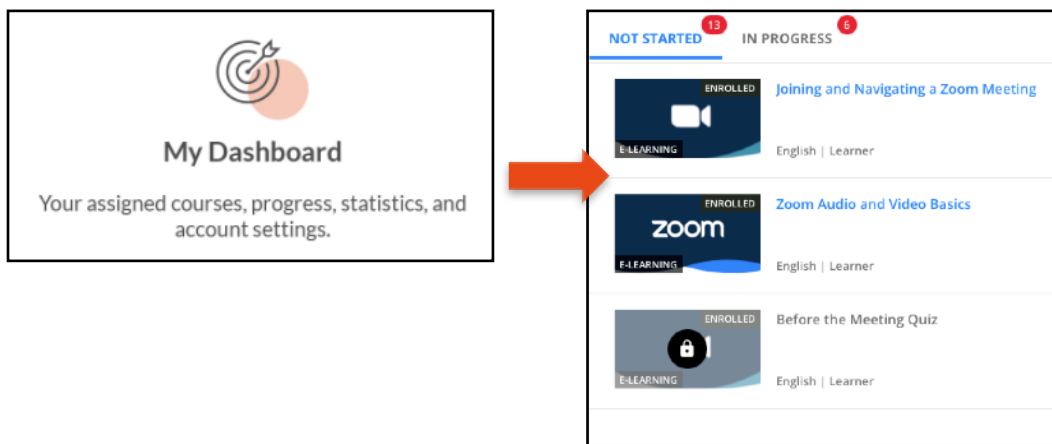 My Dashboard
Your assigned courses, progress, statistics, and
account settings.
NOT STARTED 13 IN PROGRESS 6
ENROLLED
Joining and Navigating a Zoom Meeting
E-LEARNING
English | Learner
ENROLLED
Zoom Audio and Video Basics
zoom
E-LEARNING
English | Learner
ENROLLED
Before the Meeting Quiz
E-LEARNING
English | Learner